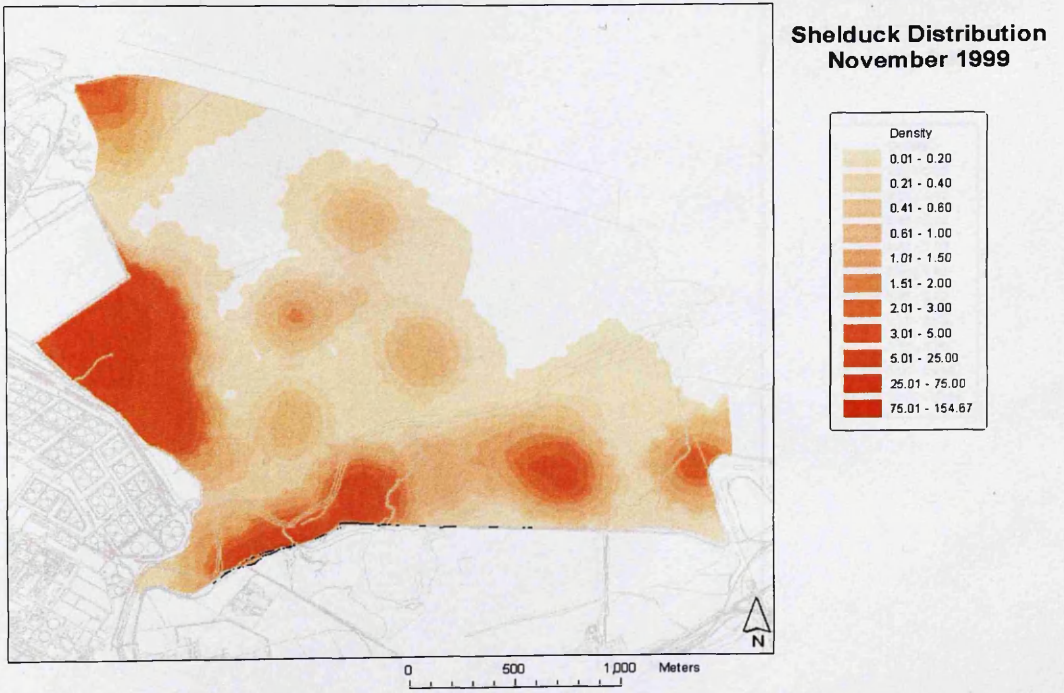 Shelduck Distribution
November 1999
Density
0.01 - 0.20
0.21 - 0.40
0.41 - 0.60
0.61 - 1.00
1.01 - 1.50
1.51 - 2.00
2.01 - 3.00
3.01 - 5.00
5.01 - 25.00
25.01 - 75.00
75.01 - 154.67
N
0 500 1,000 Meters